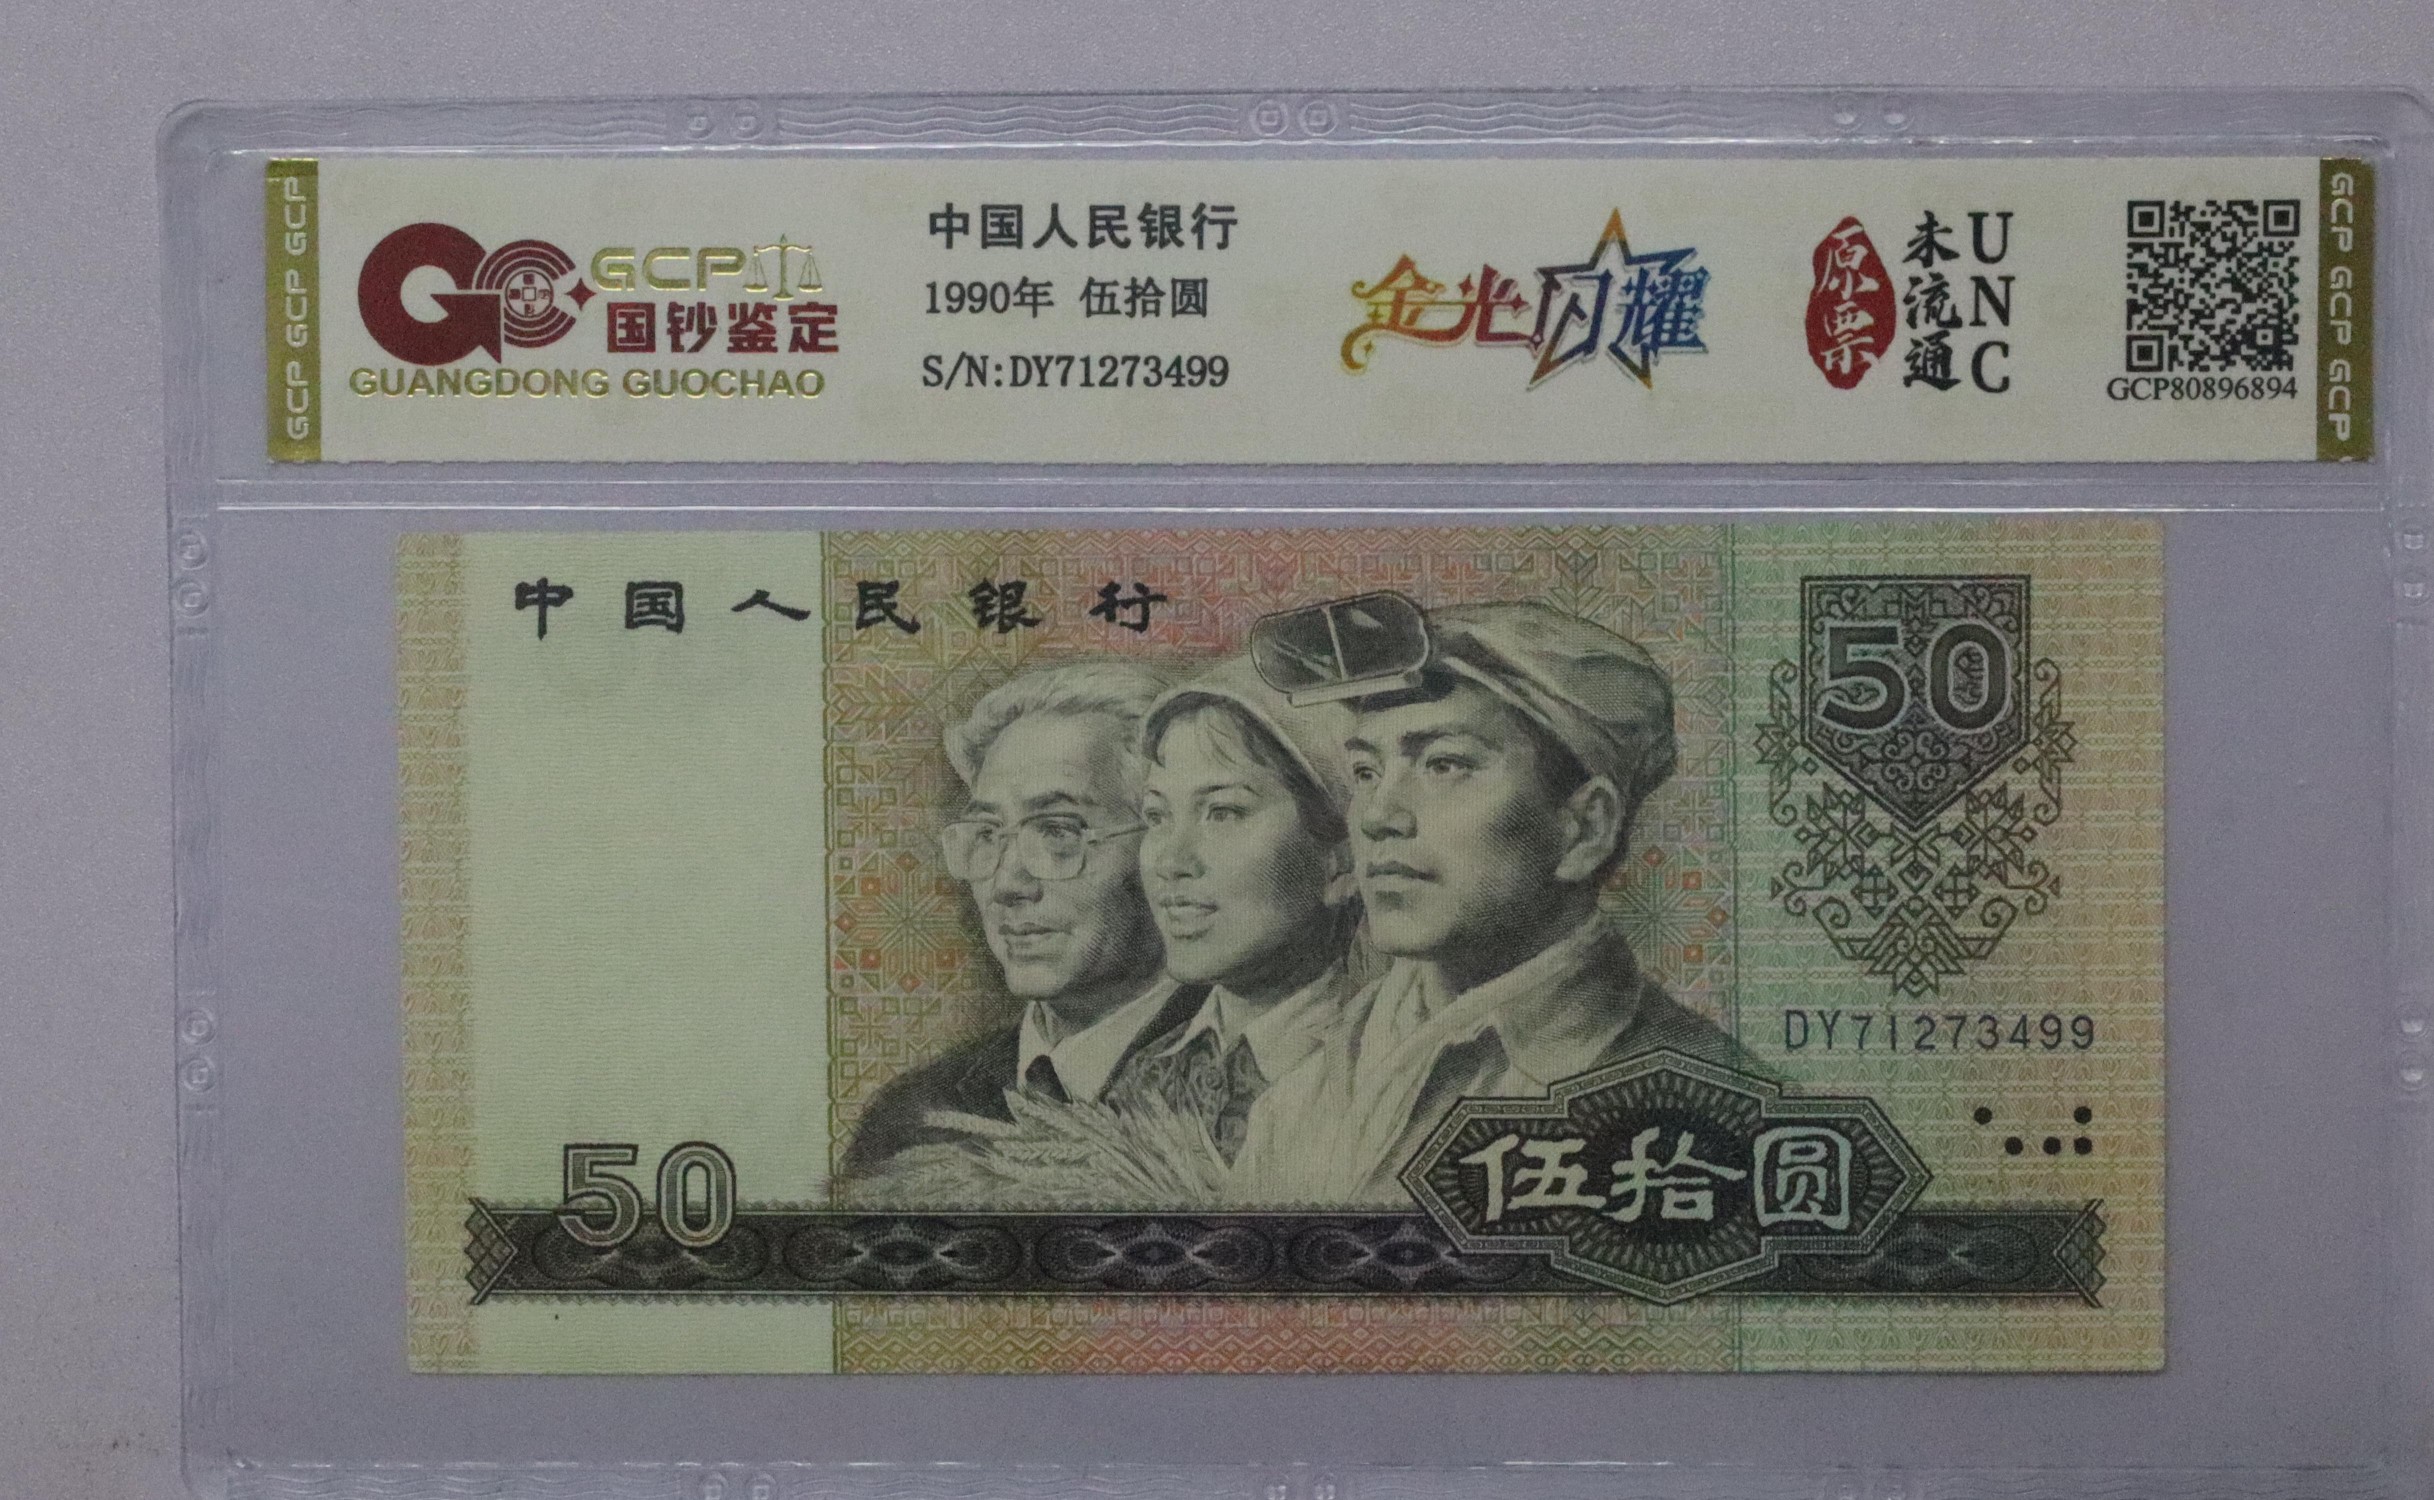 GCP GCP GCP
GCP
国钞鉴定
GUANGDONG GUOCHAO
中国人民银行
1990年 伍拾圆
S/N:DY71273499
金光闪耀
原票
未流通
UNC
GCP80896894
GCP GCP GCP
中国人民银行
50
DY71273499
50
伍拾圆